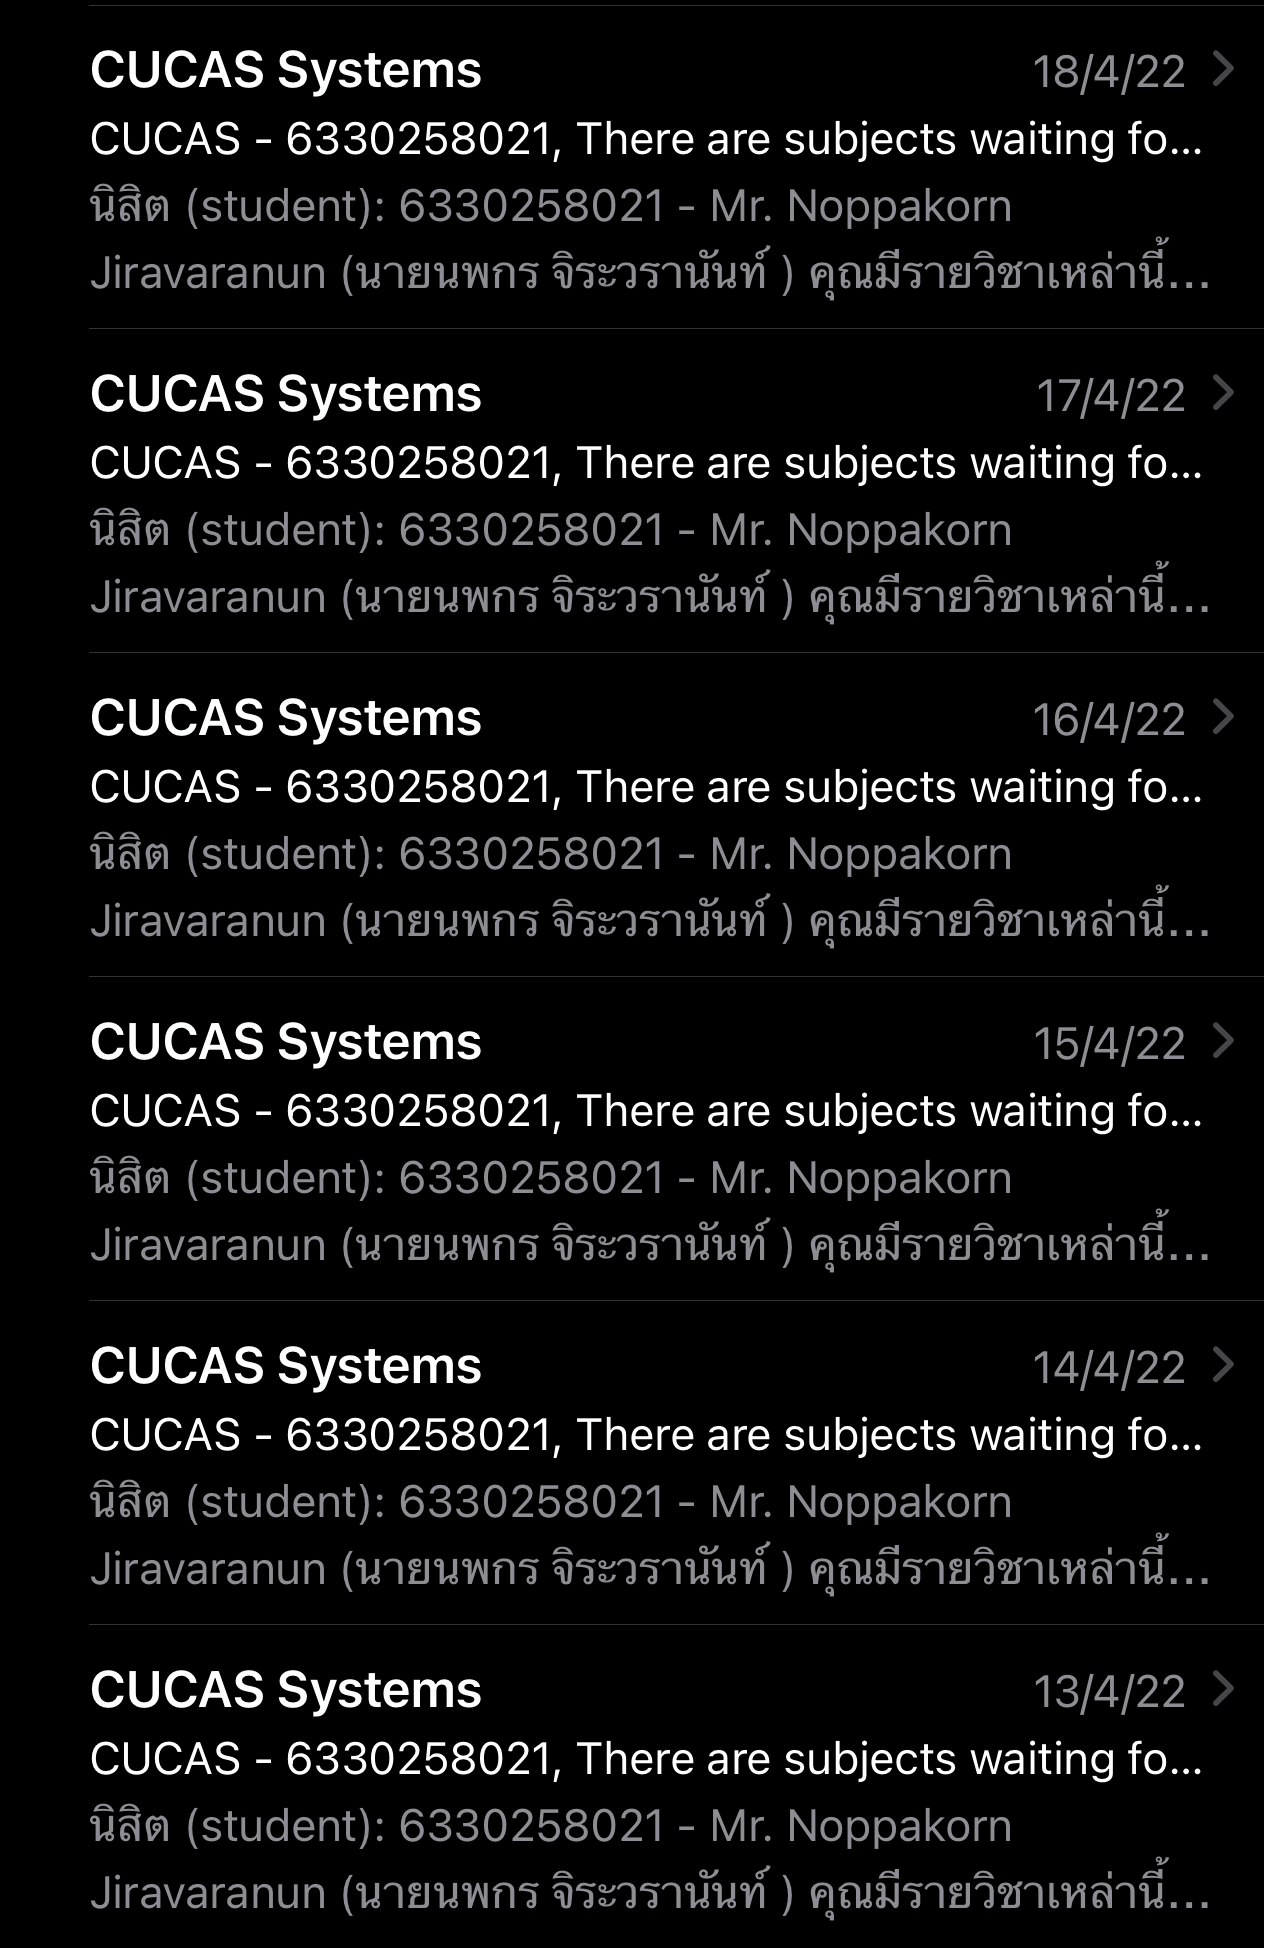 CUCAS Systems 18/4/22
CUCAS - 6330258021, There are subjects waiting fo...
นิสิต (student): 6330258021 - Mr. Noppakorn
Jiravaranun (นายนพกร จิระวรานันท์ ) คุณมีรายวิชาเหล่านี้...
CUCAS Systems 17/4/22
CUCAS - 6330258021, There are subjects waiting fo...
นิสิต (student): 6330258021 - Mr. Noppakorn
Jiravaranun (นายนพกร จิระวรานันท์ ) คุณมีรายวิชาเหล่านี้...
CUCAS Systems 16/4/22
CUCAS - 6330258021, There are subjects waiting fo...
นิสิต (student): 6330258021 - Mr. Noppakorn
Jiravaranun (นายนพกร จิระวรานันท์ ) คุณมีรายวิชาเหล่านี้...
CUCAS Systems 15/4/22
CUCAS - 6330258021, There are subjects waiting fo...
นิสิต (student): 6330258021 - Mr. Noppakorn
Jiravaranun (นายนพกร จิระวรานันท์ ) คุณมีรายวิชาเหล่านี้...
CUCAS Systems 14/4/22
CUCAS - 6330258021, There are subjects waiting fo...
นิสิต (student): 6330258021 - Mr. Noppakorn
Jiravaranun (นายนพกร จิระวรานันท์ ) คุณมีรายวิชาเหล่านี้...
CUCAS Systems 13/4/22
CUCAS - 6330258021, There are subjects waiting fo...
นิสิต (student): 6330258021 - Mr. Noppakorn
Jiravaranun (นายนพกร จิระวรานันท์ ) คุณมีรายวิชาเหล่านี้...